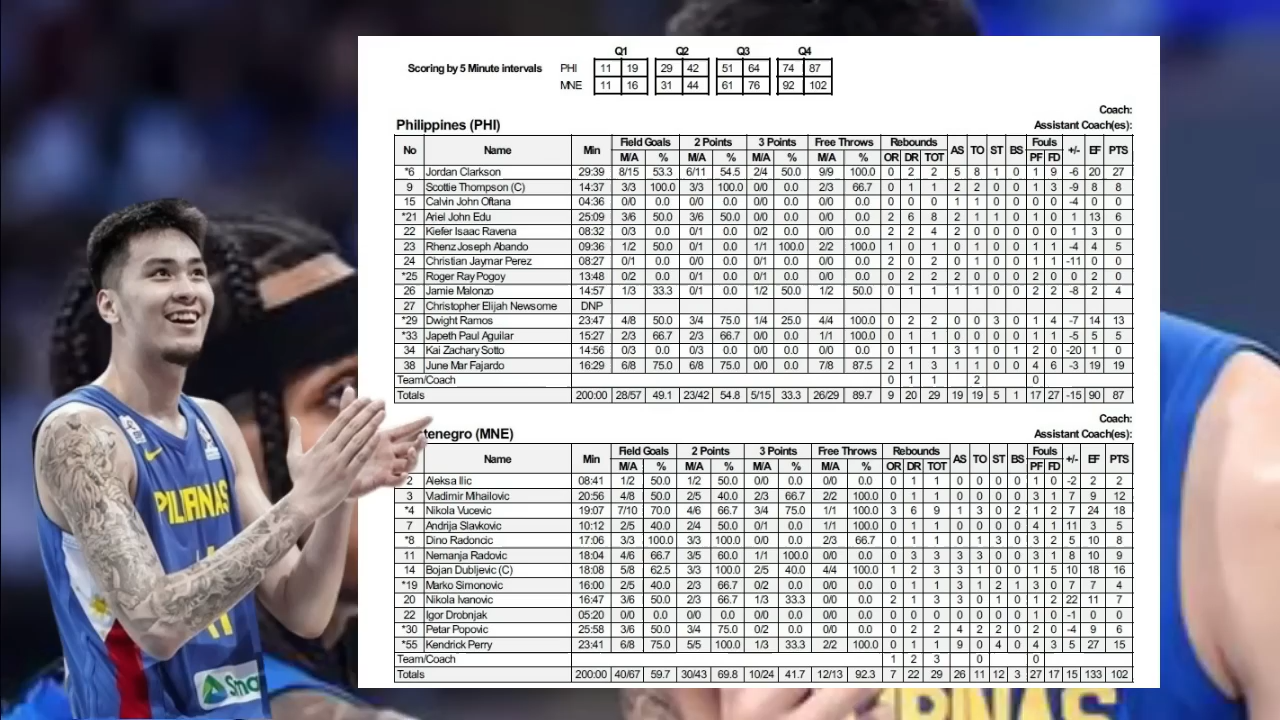 Q1 Q2 Q3 Q4
Scoring by 5 Minute intervals PHI 11 19 29 42 51 64 74 87
MNE 11 16 31 44 61 76 92 102
Coach:
Philippines (PHI) Assistant Coach(es):
No Name Min Field Goals 2 Points 3 Points Free Throws Rebounds AS TO ST BS Fouls +/- EF PTS
M/A % M/A % M/A % M/A % OR DR TOT PF FD
*6 Jordan Clarkson 29:39 8/15 53.3 6/11 54.5 2/4 50.0 9/9 100.0 0 2 2 5 8 1 0 1 9 -6 20 27
9 Scottie Thompson (C) 14:37 3/3 100.0 3/3 100.0 0/0 0.0 2/3 66.7 0 1 1 2 2 0 0 1 3 -9 8 8
15 Calvin John Oftana 04:36 0/0 0.0 0/0 0.0 0/0 0.0 0/0 0.0 0 0 0 1 1 0 0 0 0 -4 0 0
*21 Ariel John Edu 25:09 3/6 50.0 3/6 50.0 0/0 0.0 0/0 0.0 2 6 8 2 1 1 0 1 0 1 13 6
22 Kiefer Isaac Ravena 08:32 0/3 0.0 0/1 0.0 0/2 0.0 0/0 0.0 2 2 4 2 0 0 0 0 0 1 3 0
23 Rhenz Joseph Abando 09:36 1/2 50.0 0/1 0.0 1/1 100.0 2/2 100.0 1 0 1 0 1 0 0 1 1 -4 4 5
24 Christian Jaymar Perez 08:27 0/1 0.0 0/0 0.0 0/1 0.0 0/0 0.0 2 0 2 0 1 0 0 1 1 -11 0 0
*25 Roger Ray Pogoy 13:48 0/2 0.0 0/1 0.0 0/1 0.0 0/0 0.0 0 2 2 2 0 0 0 2 0 0 2 0
26 Jamie Malonzo 14:57 1/3 33.3 0/1 0.0 1/2 50.0 1/2 50.0 0 1 1 1 1 0 0 2 2 -8 2 4
27 Christopher Elijah Newsome DNP
*29 Dwight Ramos 23:47 4/8 50.0 3/4 75.0 1/4 25.0 4/4 100.0 0 2 2 0 0 3 0 1 4 -7 14 13
*33 Japeth Paul Aguilar 15:27 2/3 66.7 2/3 66.7 0/0 0.0 1/1 100.0 0 1 1 0 0 0 0 1 1 -5 5 5
34 Kai Zachary Sotto 14:56 0/3 0.0 0/3 0.0 0/0 0.0 0/0 0.0 0 1 1 3 1 0 1 2 0 -20 1 0
38 June Mar Fajardo 16:29 6/8 75.0 6/8 75.0 0/0 0.0 7/8 87.5 2 1 3 1 1 0 0 4 6 -3 19 19
Team/Coach 0 1 1 2 0
Totals 200:00 28/57 49.1 23/42 54.8 5/15 33.3 26/29 89.7 9 20 29 19 19 5 1 17 27 -15 90 87
Coach:
tenegro (MNE) Assistant Coach(es):
Name Min Field Goals 2 Points 3 Points Free Throws Rebounds AS TO ST BS Fouls +/- EF PTS
M/A % M/A % M/A % M/A % OR DR TOT PF FD
2 Aleksa Ilic 08:41 1/2 50.0 1/2 50.0 0/0 0.0 0/0 0.0 0 1 1 0 0 0 0 1 0 -2 2 2
3 Vladimir Mihailovic 20:56 4/8 50.0 2/5 40.0 2/3 66.7 2/2 100.0 0 1 1 0 0 1 0 3 1 7 9 12
*4 Nikola Vucevic 19:07 7/10 70.0 4/6 66.7 3/4 75.0 1/1 100.0 3 6 9 1 3 0 2 1 2 7 24 18
7 Andrija Slavkovic 10:12 2/5 40.0 2/4 50.0 0/1 0.0 1/1 100.0 0 1 1 0 0 0 0 4 1 11 3 5
*8 Dino Radoncic 17:06 3/3 100.0 3/3 100.0 0/0 0.0 2/3 66.7 0 1 1 0 1 3 0 3 2 5 10 8
11 Nemanja Radovic 18:04 4/6 66.7 3/5 60.0 1/1 100.0 0/0 0.0 0 3 3 3 3 0 0 3 1 8 10 9
14 Bojan Dubljevic (C) 18:08 5/8 62.5 3/3 100.0 2/5 40.0 4/4 100.0 1 2 3 3 1 0 0 1 5 10 18 16
*19 Marko Simonovic 16:00 2/5 40.0 2/3 66.7 0/2 0.0 0/0 0.0 0 1 1 3 1 2 1 3 0 7 7 4
20 Nikola Ivanovic 16:47 3/6 50.0 2/3 66.7 1/3 33.3 0/0 0.0 2 1 3 3 0 1 0 1 2 22 11 7
22 Igor Drobnjak 05:20 0/0 0.0 0/0 0.0 0/0 0.0 0/0 0.0 0 0 0 0 0 0 0 1 0 -1 0 0
*30 Petar Popovic 25:58 3/6 50.0 3/4 75.0 0/2 0.0 0/0 0.0 0 2 2 4 2 2 0 2 0 -4 9 6
*55 Kendrick Perry 23:41 6/8 75.0 5/5 100.0 1/3 33.3 2/2 100.0 0 1 1 9 0 4 0 4 3 5 27 15
Team/Coach 1 2 3 0 0
Totals 200:00 40/67 59.7 30/43 69.8 10/24 41.7 12/13 92.3 7 22 29 26 11 12 3 27 17 15 133 102
PILIPINAS